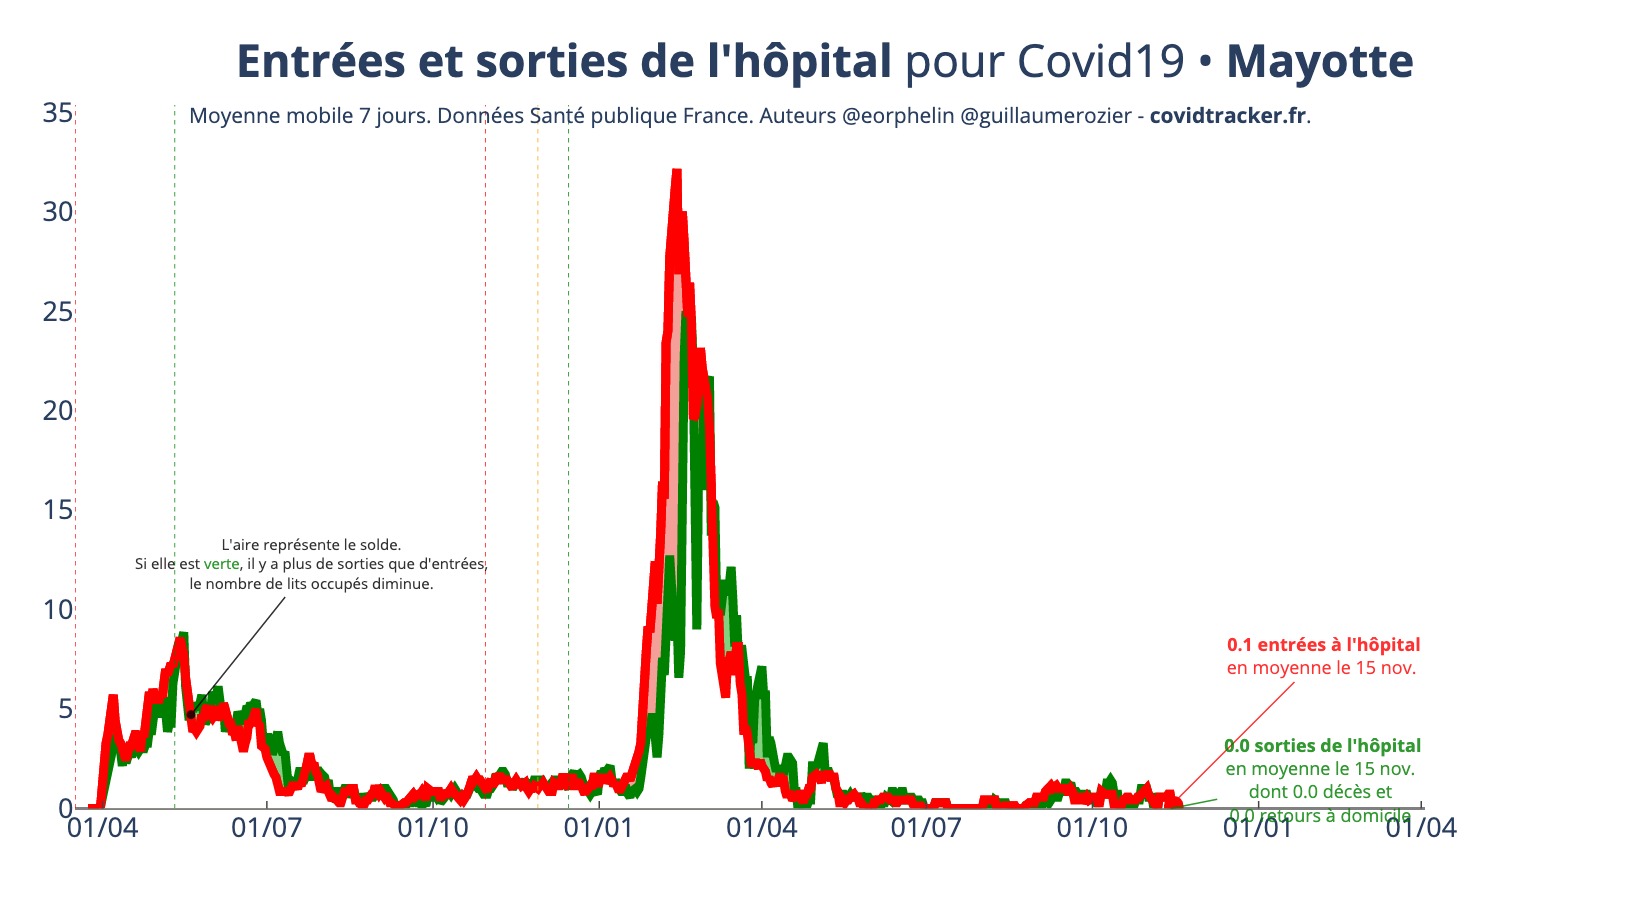 Entrées et sorties de l'hôpital pour Covid19 • Mayotte
Moyenne mobile 7 jours. Données Santé publique France. Auteurs @eorphelin @guillaumerozier - covidtracker.fr.
35
30
25
20
15
10
5
0
L'aire représente le solde.
Si elle est verte, il y a plus de sorties que d'entrées,
le nombre de lits occupés diminue.
0.1 entrées à l'hôpital
en moyenne le 15 nov.
0.0 sorties de l'hôpital
en moyenne le 15 nov.
dont 0.0 décès et
0.0 retours à domicile
01/04 01/07 01/10 01/01 01/04 01/07 01/10 01/01 01/04